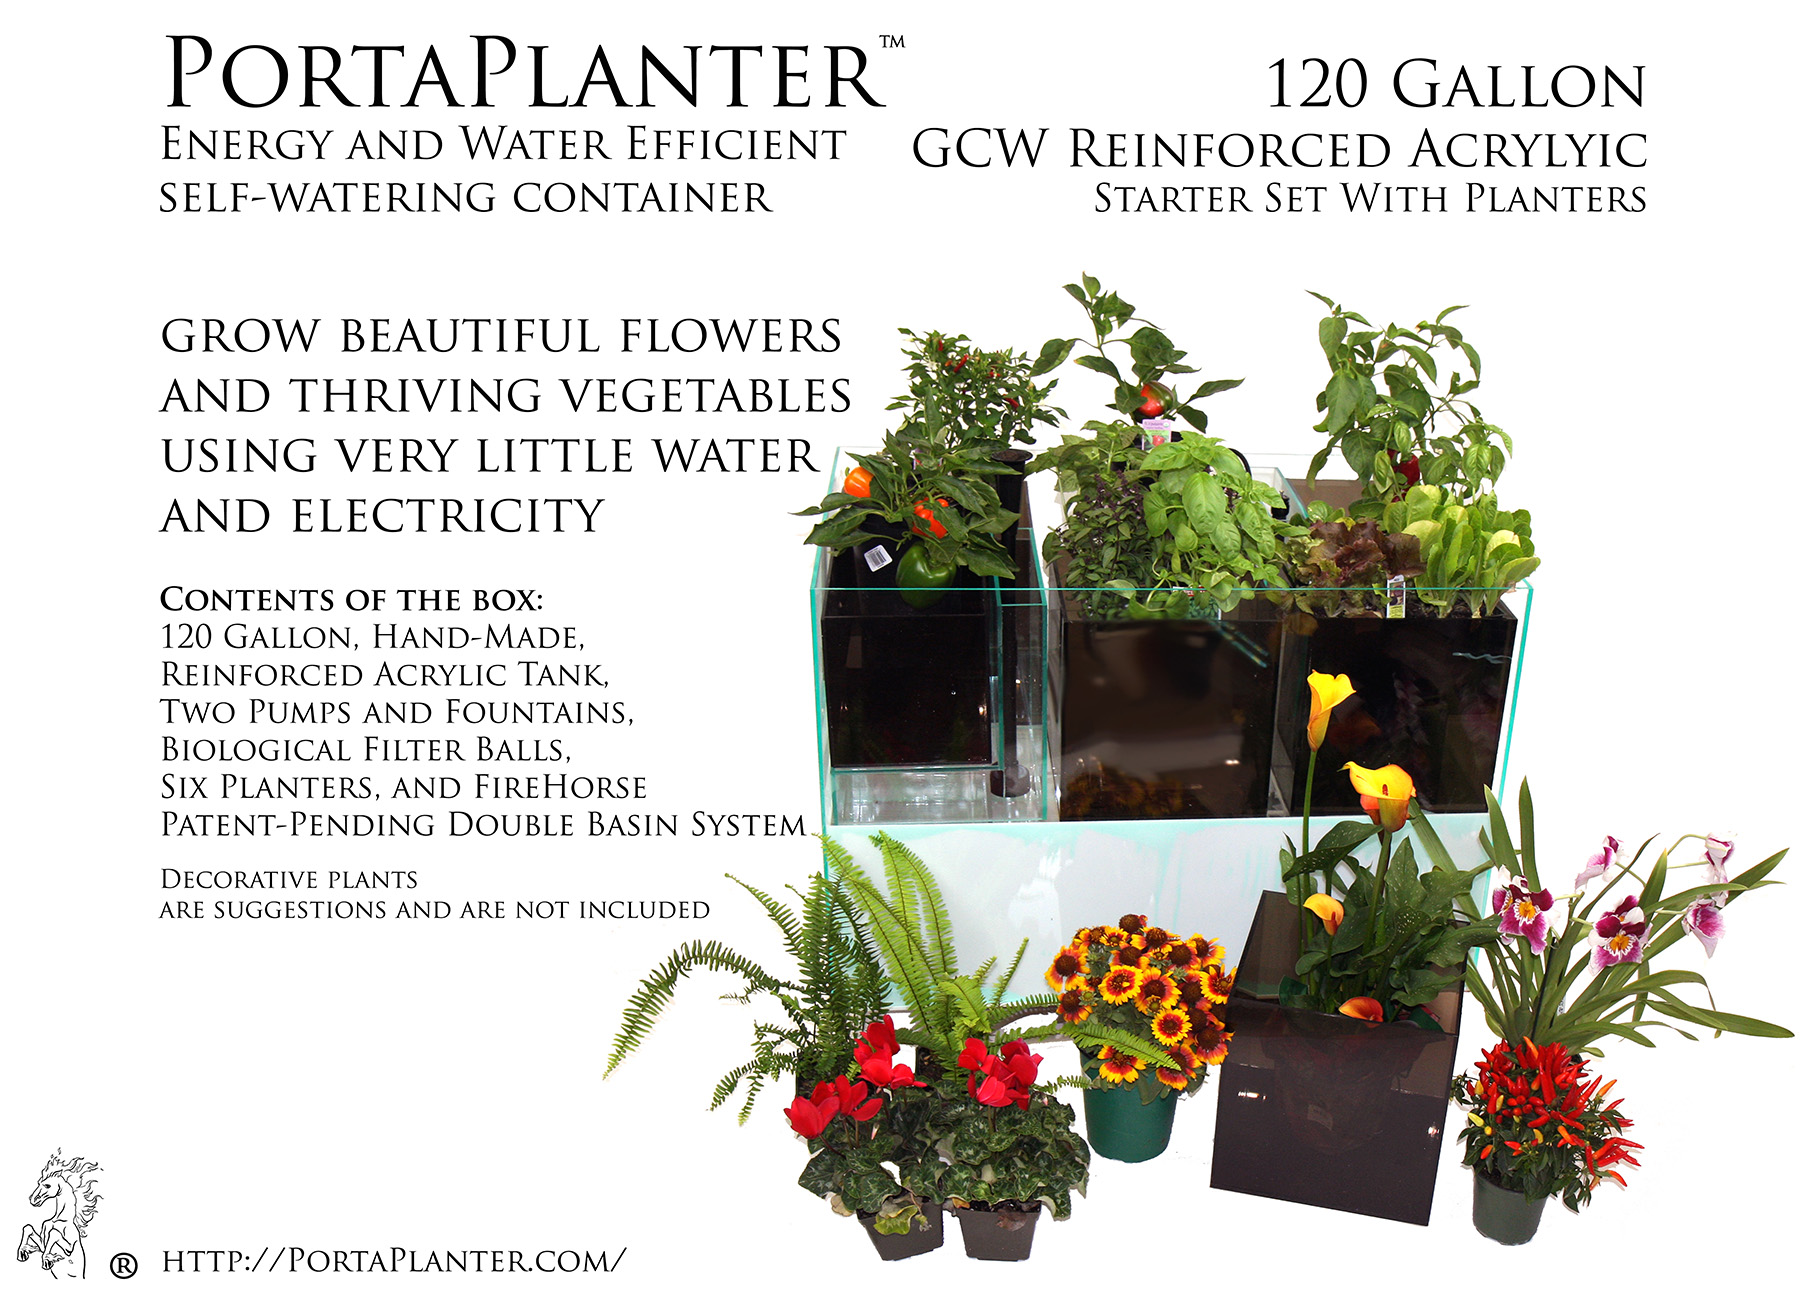 PortaPlanter™
Energy and Water Efficient
self-watering container
120 Gallon
GCW Reinforced Acrylyic
Starter Set With Planters
grow beautiful flowers
and thriving vegetables
using very little water
and electricity
Contents of the box:
120 Gallon, Hand-Made,
Reinforced Acrylic Tank,
Two Pumps and Fountains,
Biological Filter Balls,
Six Planters, and FireHorse
Patent-Pending Double Basin System
Decorative plants
are suggestions and are not included
® http://PortaPlanter.com/